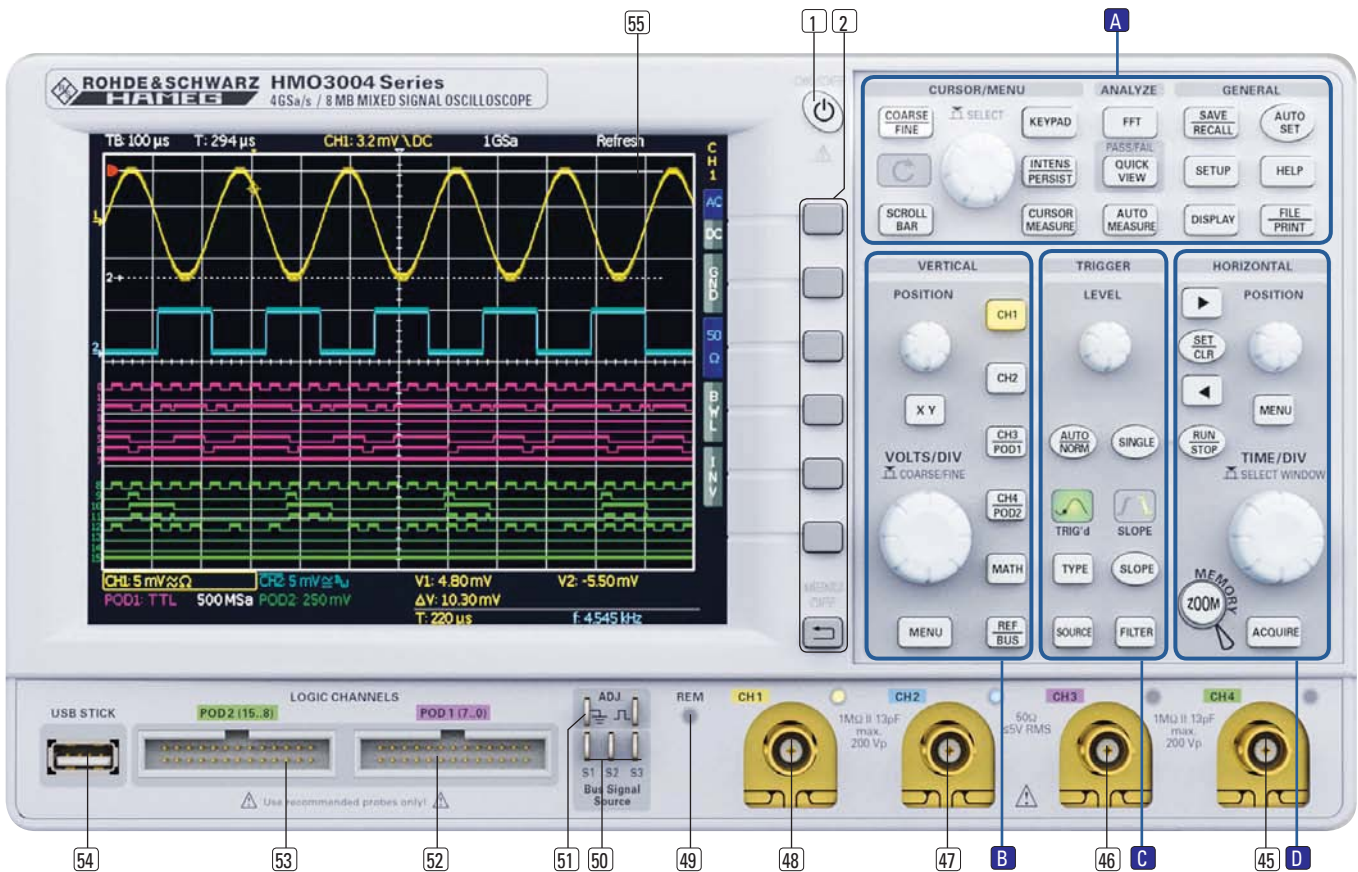 55
1
2
A
ROHDE&SCHWARZ
HAMEG
HMO3004 Series
4GSa/s / 8 MB MIXED SIGNAL OSCILLOSCOPE
ON/OFF
TB: 100 µs T: 294 µs CH1: 3.2 mV \ DC 1GSa Refresh
CH1
AC
DC
GND
50 Ω
BWL
INV
1
2
2
CH1: 5 mV≂Ω CH2: 5 mV V1: 4.80 mV V2: -5.50 mV
POD1: TTL 500 MSa POD2: 250 mV ΔV: 10.30 mV
T: 220 µs f: 4.545 kHz
MENU
OFF
CURSOR/MENU ANALYZE GENERAL
COARSE
FINE
SELECT
KEYPAD
FFT
SAVE
RECALL
AUTO
SET
INTENS
PERSIST
PASS/FAIL
QUICK
VIEW
SETUP
HELP
SCROLL
BAR
CURSOR
MEASURE
AUTO
MEASURE
DISPLAY
FILE
PRINT
VERTICAL
POSITION
CH1
CH2
X Y
CH3
POD1
VOLTS/DIV
COARSE/FINE
CH4
POD2
MATH
MENU
REF
BUS
TRIGGER
LEVEL
AUTO
NORM
SINGLE
TRIG'd
SLOPE
TYPE
SLOPE
SOURCE
FILTER
HORIZONTAL
POSITION
SET
CLR
MENU
RUN
STOP
TIME/DIV
SELECT WINDOW
MEMORY
ZOOM
ACQUIRE
USB STICK
LOGIC CHANNELS
POD2 (15..8)
POD1 (7..0)
Use recommended probes only!
ADJ.
S1 S2 S3
Bus Signal
Source
REM
CH1
1MΩ II 13pF
max.
200 Vp
CH2
50Ω
≤5V RMS
CH3
1MΩ II 13pF
max.
200 Vp
CH4
54
53
52
51
50
49
48
47
B
46
C
45
D